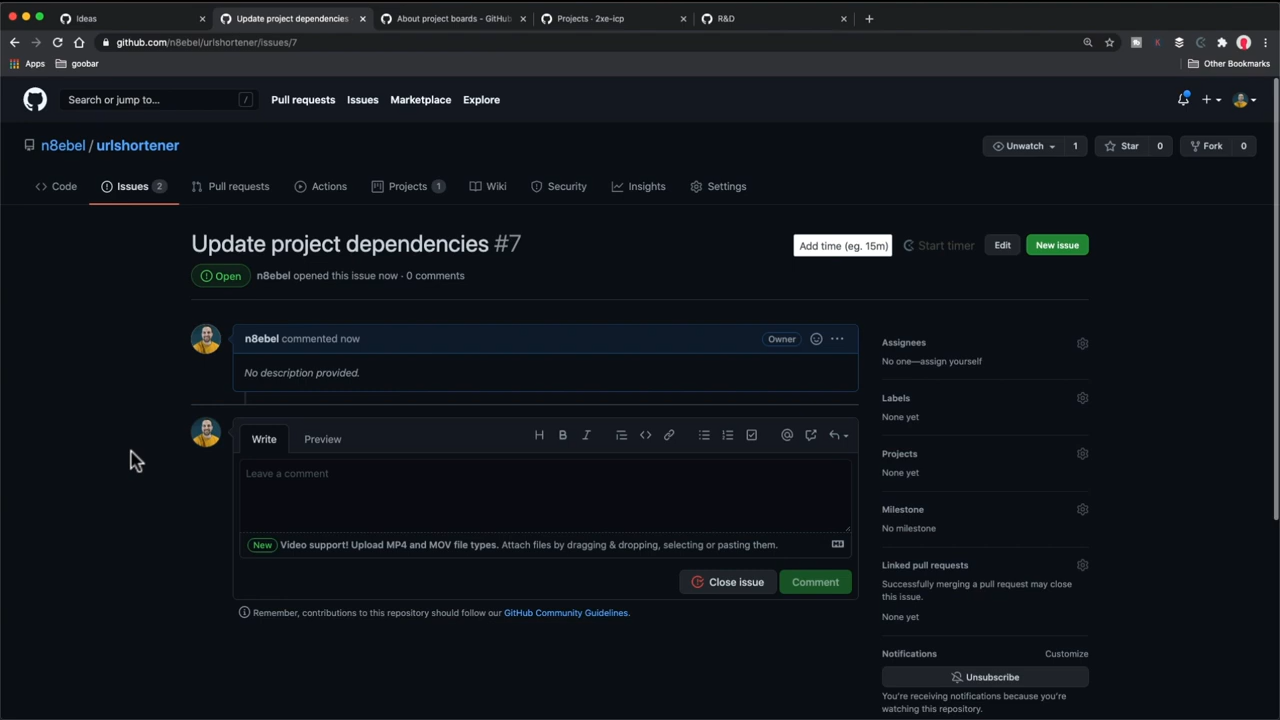 Ideas
Update project dependencies
About project boards - GitHub
Projects · 2xe-icp
R&D
github.com/n8ebel/urlshortener/issues/7
Apps
goobar
Other Bookmarks
Search or jump to...
/
Pull requests
Issues
Marketplace
Explore
n8ebel / urlshortener
Unwatch
1
Star
0
Fork
0
Code
Issues 2
Pull requests
Actions
Projects 1
Wiki
Security
Insights
Settings
Update project dependencies #7
Add time (eg. 15m)
Start timer
Edit
New issue
Open
n8ebel opened this issue now · 0 comments
n8ebel commented now
Owner
No description provided.
Write
Preview
Leave a comment
New Video support! Upload MP4 and MOV file types. Attach files by dragging & dropping, selecting or pasting them.
Close issue
Comment
Remember, contributions to this repository should follow our GitHub Community Guidelines.
Assignees
No one—assign yourself
Labels
None yet
Projects
None yet
Milestone
No milestone
Linked pull requests
Successfully merging a pull request may close
this issue.
None yet
Notifications
Customize
Unsubscribe
You're receiving notifications because you're
watching this repository.